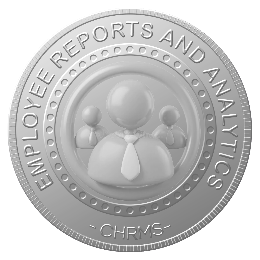 EMPLOYEE REPORTS AND ANALYTICS
- CHRMS -